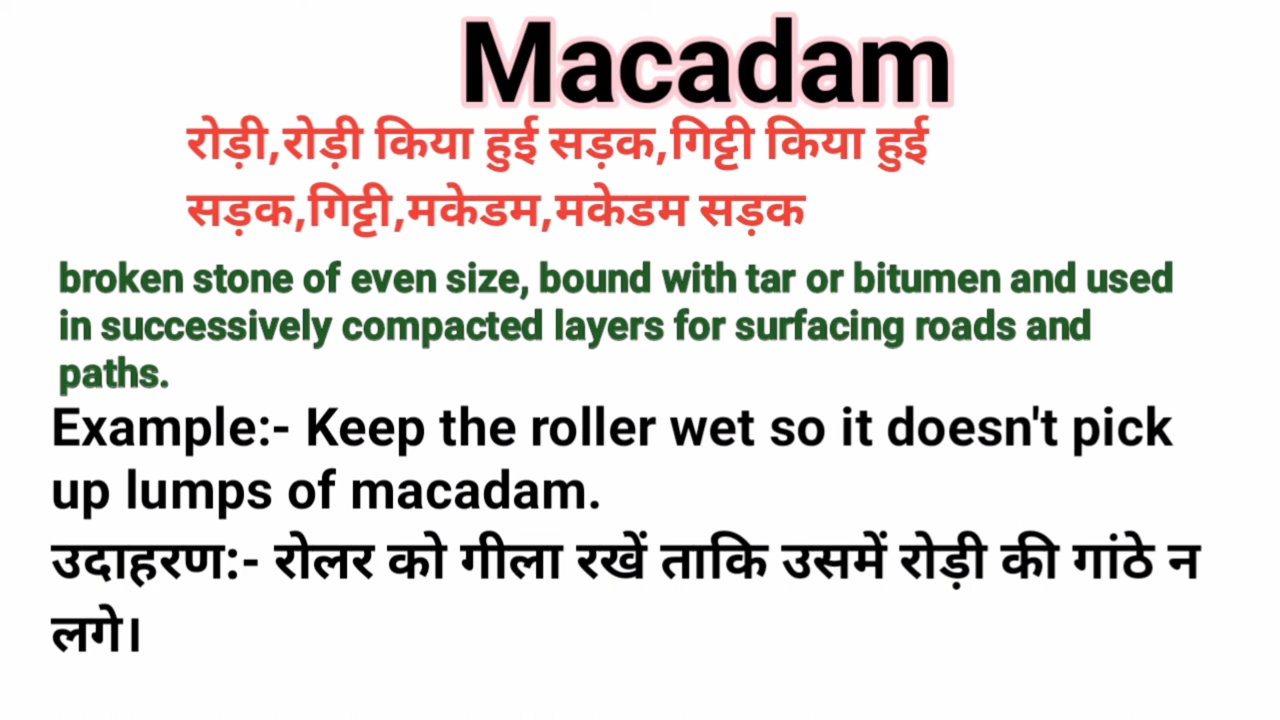 Macadam
रोड़ी,रोड़ी किया हुई सड़क,गिट्टी किया हुई
सड़क,गिट्टी,मकेडम,मकेडम सड़क
broken stone of even size, bound with tar or bitumen and used
in successively compacted layers for surfacing roads and
paths.
Example:- Keep the roller wet so it doesn't pick
up lumps of macadam.
उदाहरण:- रोलर को गीला रखें ताकि उसमें रोड़ी की गांठे न
लगे।